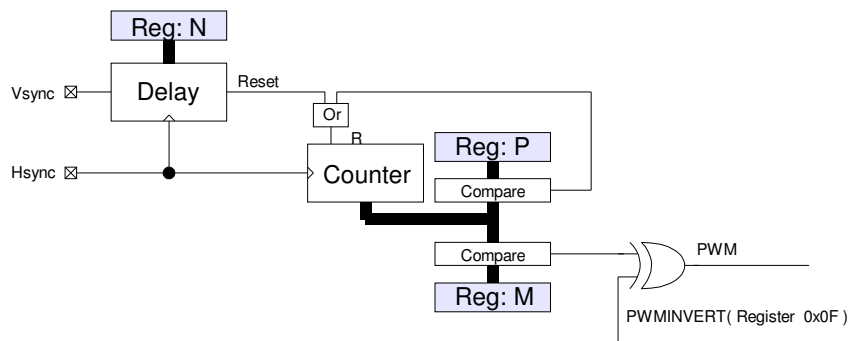 Reg: N
Vsync
Delay
Reset
Or
R
Hsync
Counter
Reg: P
Compare
Compare
Reg: M
PWM
PWMINVERT( Register 0x0F )